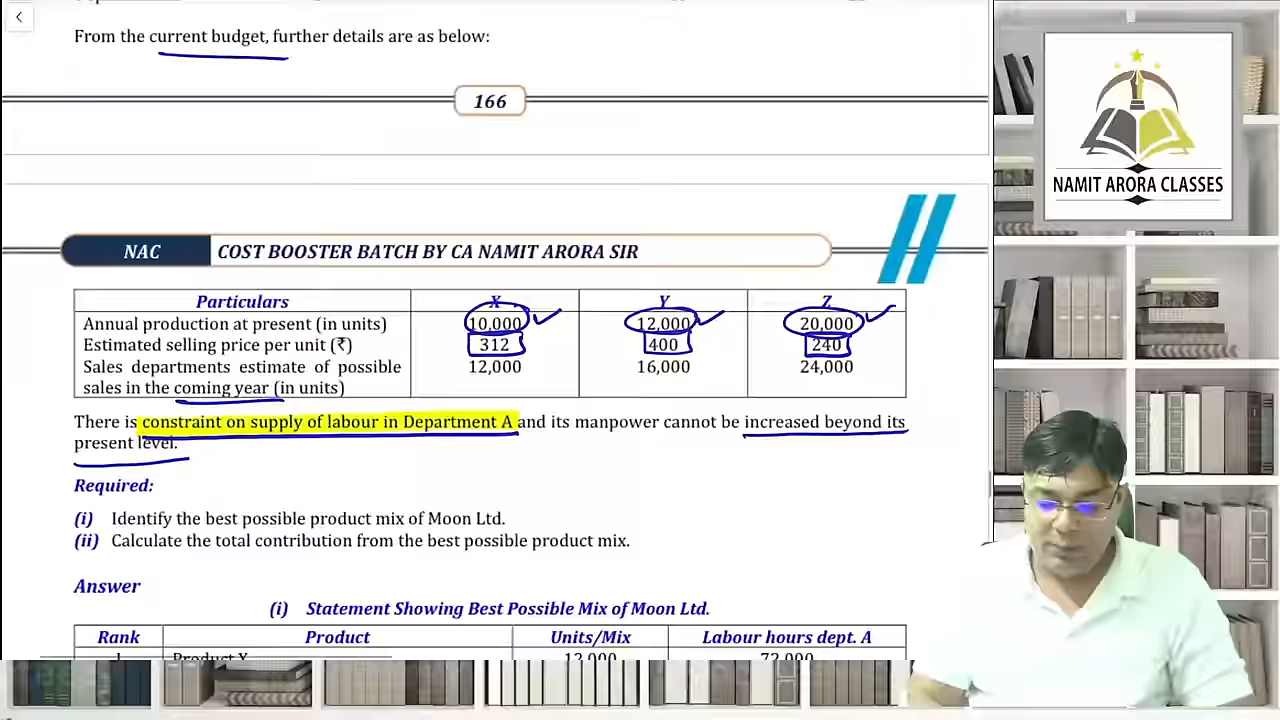 From the current budget, further details are as below:
166
NAMIT ARORA CLASSES
NAC COST BOOSTER BATCH BY CA NAMIT ARORA SIR
Particulars X Y Z
Annual production at present (in units) 10,000 12,000 20,000
Estimated selling price per unit (₹) 312 400 240
Sales departments estimate of possible 12,000 16,000 24,000
sales in the coming year (in units)
There is constraint on supply of labour in Department A and its manpower cannot be increased beyond its
present level.
Required:
(i) Identify the best possible product mix of Moon Ltd.
(ii) Calculate the total contribution from the best possible product mix.
Answer
(i) Statement Showing Best Possible Mix of Moon Ltd.
Rank Product Units/Mix Labour hours dept. A
1 Product 12,000 72,000